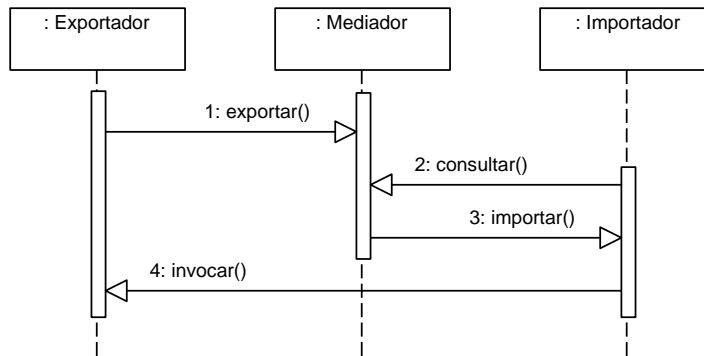 : Exportador
: Mediador
: Importador
1: exportar()
2: consultar()
3: importar()
4: invocar()